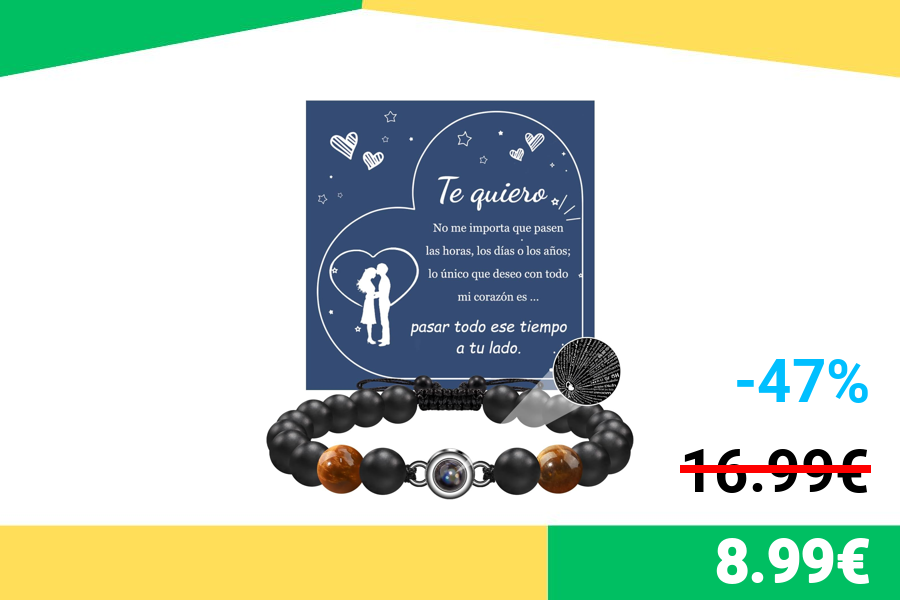 Te quiero
No me importa que pasen
las horas, los días o los años;
lo único que deseo con todo
mi corazón es ...
pasar todo ese tiempo
a tu lado.
-47%
16.99€
8.99€